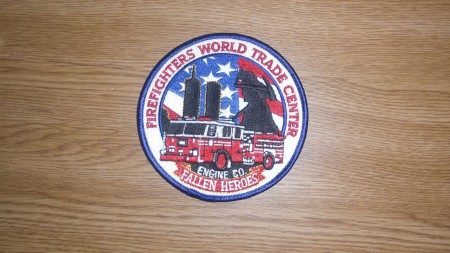 FIREFIGHTERS WORLD TRADE CENTER
ENGINE CO.
FALLEN HEROES